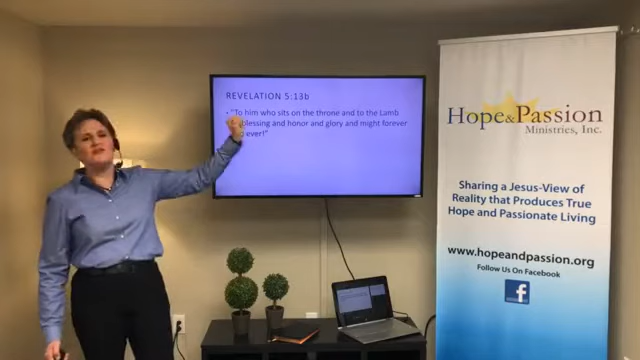 REVELATION 5:13b
• "To him who sits on the throne and to the Lamb
blessing and honor and glory and might forever
ever!"
Hope&Passion
Ministries, Inc.
Sharing a Jesus-View of
Reality that Produces True
Hope and Passionate Living
www.hopeandpassion.org
Follow Us On Facebook
f